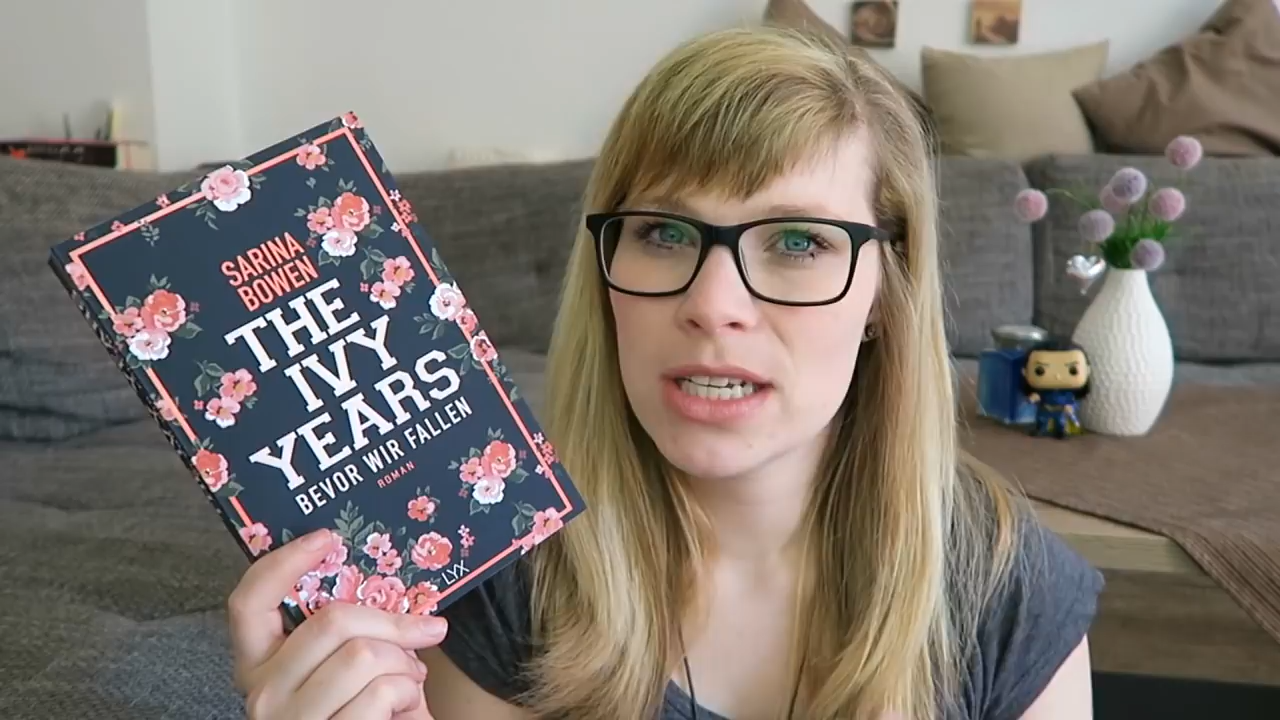 SARINA
BOWEN
THE
IVY
YEARS
BEVOR WIR FALLEN
ROMAN
LYX